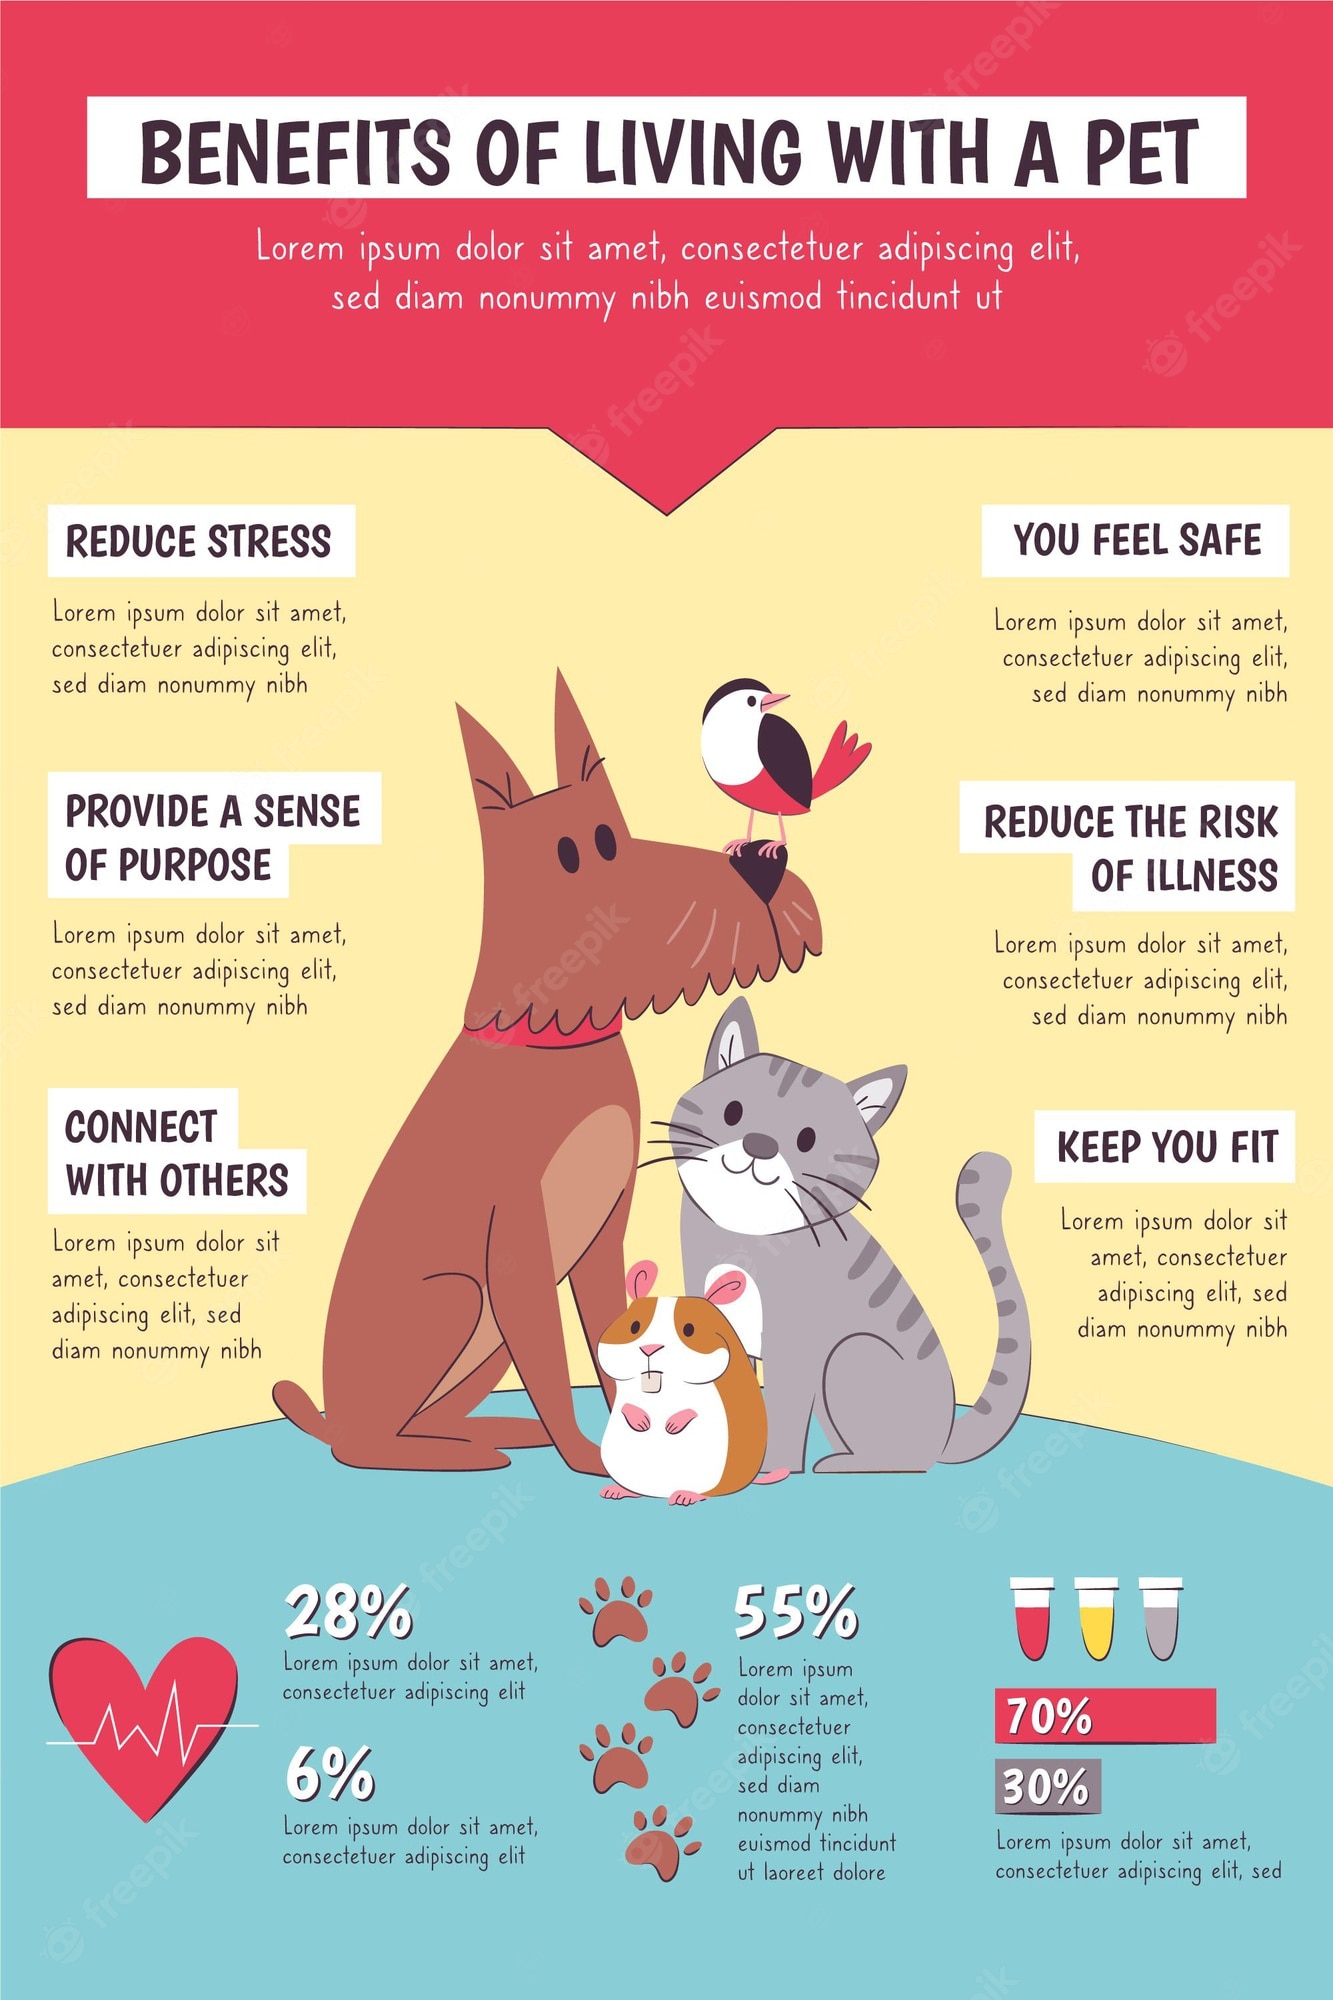 BENEFITS OF LIVING WITH A PET
Lorem ipsum dolor sit amet, consectetuer adipiscing elit,
sed diam nonummy nibh euismod tincidunt ut
REDUCE STRESS
Lorem ipsum dolor sit amet,
consectetuer adipiscing elit,
sed diam nonummy nibh
PROVIDE A SENSE
OF PURPOSE
Lorem ipsum dolor sit amet,
consectetuer adipiscing elit,
sed diam nonummy nibh
CONNECT
WITH OTHERS
Lorem ipsum dolor sit
amet, consectetuer
adipiscing elit, sed
diam nonummy nibh
YOU FEEL SAFE
Lorem ipsum dolor sit amet,
consectetuer adipiscing elit,
sed diam nonummy nibh
REDUCE THE RISK
OF ILLNESS
Lorem ipsum dolor sit amet,
consectetuer adipiscing elit,
sed diam nonummy nibh
KEEP YOU FIT
Lorem ipsum dolor sit
amet, consectetuer
adipiscing elit, sed
diam nonummy nibh
28%
Lorem ipsum dolor sit amet,
consectetuer adipiscing elit
6%
Lorem ipsum dolor sit amet,
consectetuer adipiscing elit
55%
Lorem ipsum
dolor sit amet,
consectetuer
adipiscing elit,
sed diam
nonummy nibh
euismod tincidunt
ut laoreet dolore
70%
30%
Lorem ipsum dolor sit amet,
consectetuer adipiscing elit, sed
freepik
freepik
freepik
freepik
freepik
freepik
freepik